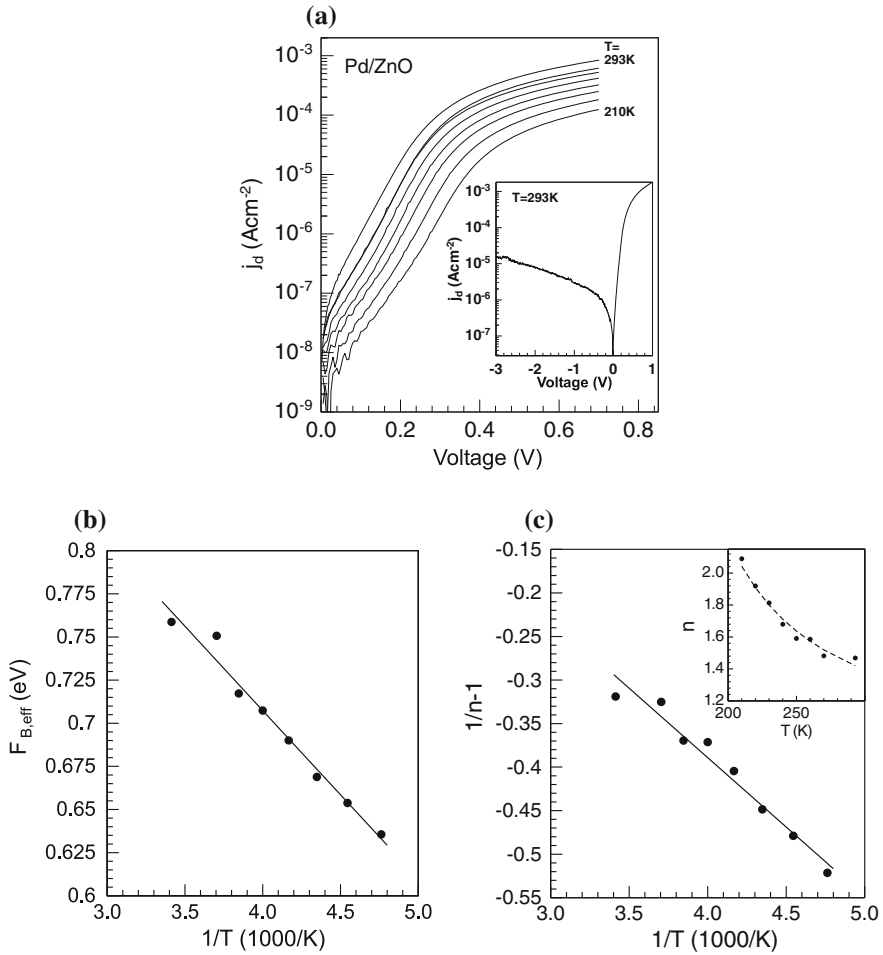 (a)
10-3
10-4
10-5
10-6
10-7
10-8
10-9
jd (Acm-2)
Pd/ZnO
T=
293K
210K
0.0 0.2 0.4 0.6 0.8
Voltage (V)
T=293K
10-3
10-4
10-5
10-6
10-7
jd (Acm-2)
-3 -2 -1 0 1
Voltage (V)
(b)
0.8
0.775
0.75
0.725
0.7
0.675
0.65
0.625
0.6
FB,eff (eV)
3.0 3.5 4.0 4.5 5.0
1/T (1000/K)
(c)
-0.15
-0.2
-0.25
-0.3
-0.35
-0.4
-0.45
-0.5
-0.55
1/n-1
3.0 3.5 4.0 4.5 5.0
1/T (1000/K)
2.0
1.8
1.6
1.4
1.2
n
200 250
T (K)